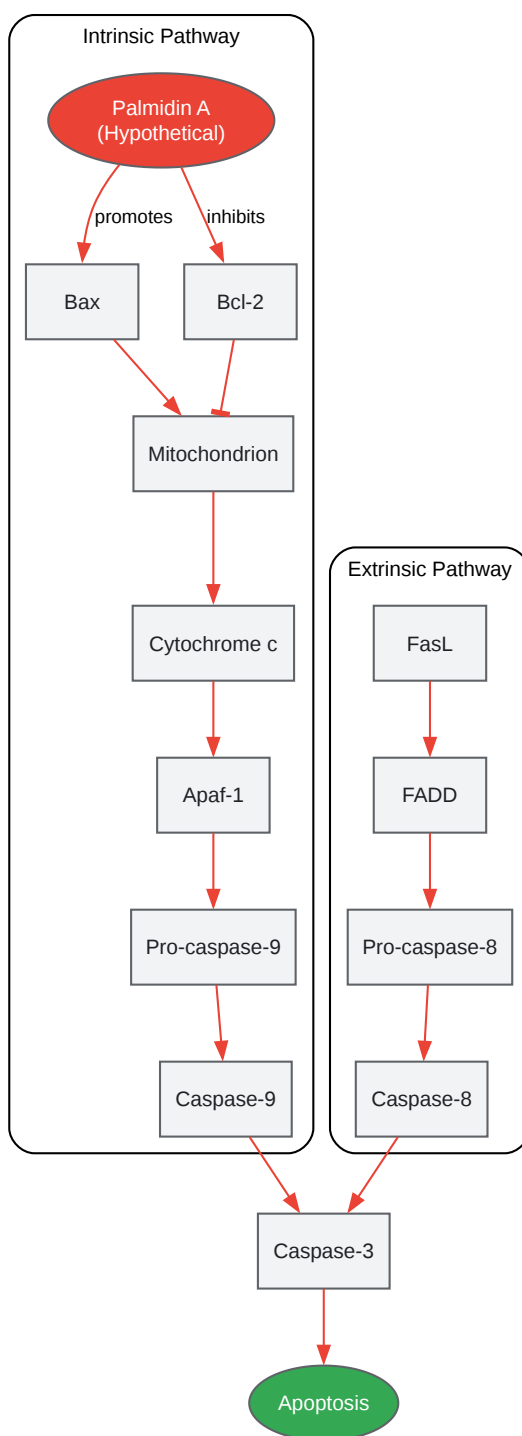 Intrinsic Pathway
Palmidin A
(Hypothetical)
promotes
inhibits
Bax
Bcl-2
Mitochondrion
Cytochrome c
Apaf-1
Pro-caspase-9
Caspase-9
Extrinsic Pathway
FasL
FADD
Pro-caspase-8
Caspase-8
Caspase-3
Apoptosis